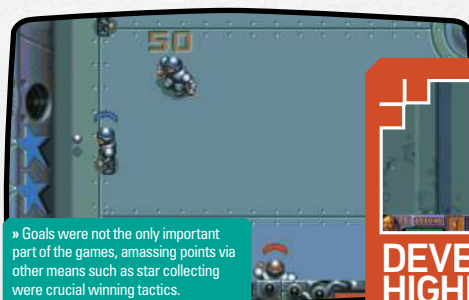 50
» Goals were not the only important
part of the games, amassing points via
other means such as star collecting
were crucial winning tactics.
DEVE
HIGH